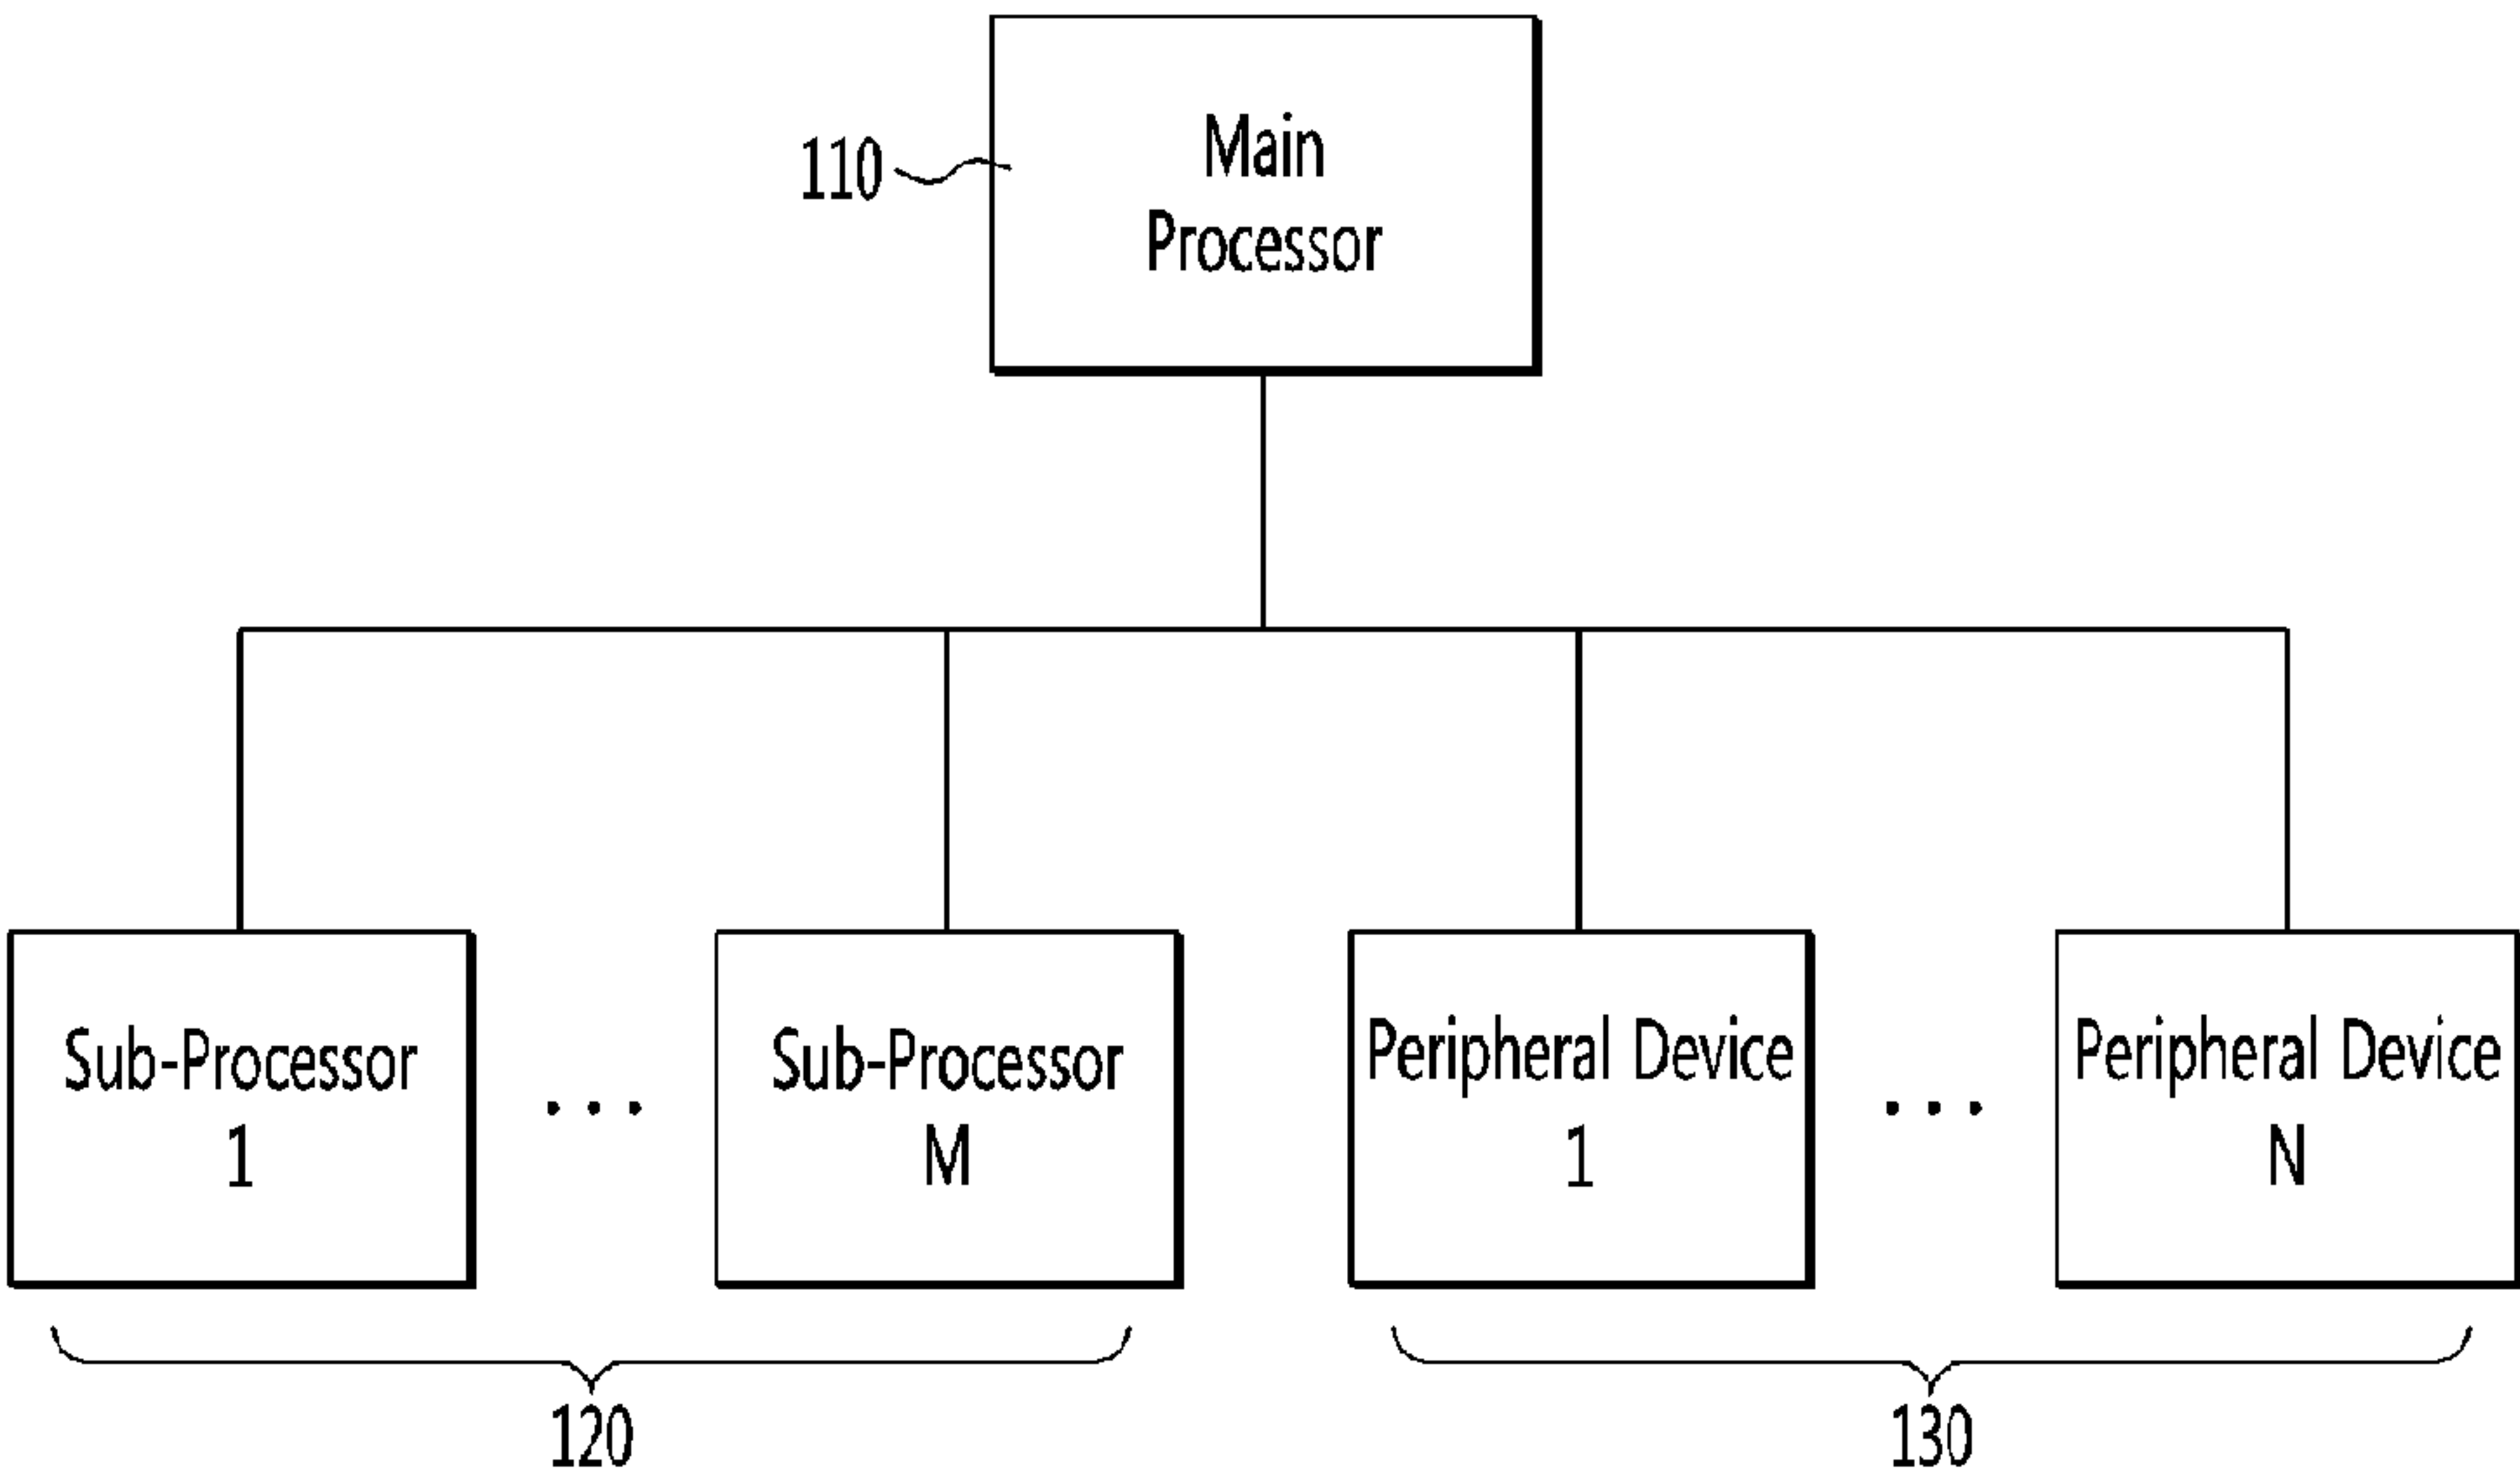 110
Main
Processor
Sub-Processor
1
...
Sub-Processor
M
Peripheral Device
1
...
Peripheral Device
N
120
130